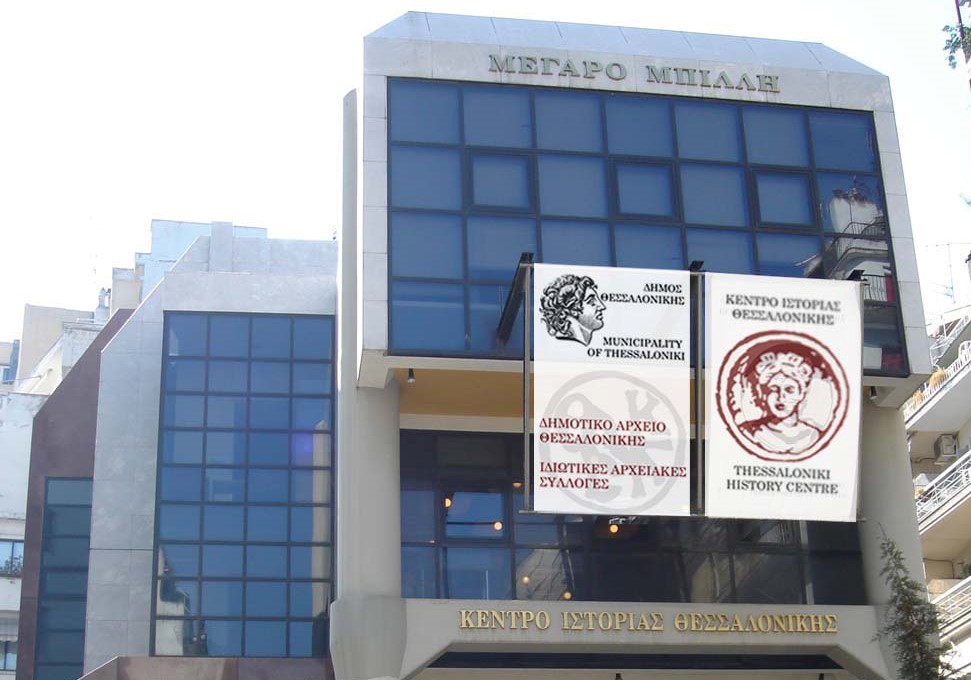 ΜΕΓΑΡΟ ΜΠΙΛΛΗ
ΔΗΜΟΣ
ΘΕΣΣΑΛΟΝΙΚΗΣ
MUNICIPALITY
OF THESSALONIKI
ΔΗΜΟΤΙΚΟ ΑΡΧΕΙΟ
ΘΕΣΣΑΛΟΝΙΚΗΣ
ΙΔΙΩΤΙΚΕΣ ΑΡΧΕΙΑΚΕΣ
ΣΥΛΛΟΓΕΣ
ΚΕΝΤΡΟ ΙΣΤΟΡΙΑΣ
ΘΕΣΣΑΛΟΝΙΚΗΣ
THESSALONIKI
HISTORY CENTRE
ΚΕΝΤΡΟ ΙΣΤΟΡΙΑΣ ΘΕΣΣΑΛΟΝΙΚΗΣ